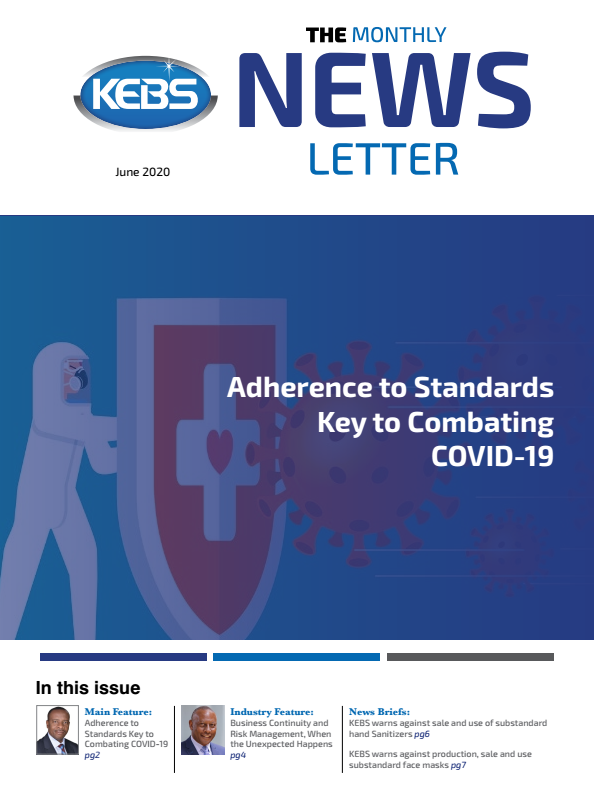 THE MONTHLY
NEWS
LETTER
KEBS
June 2020
Adherence to Standards
Key to Combating
COVID-19
In this issue
Main Feature:
Adherence to
Standards Key to
Combating COVID-19
pg2
Industry Feature:
Business Continuity and
Risk Management, When
the Unexpected Happens
pg4
News Briefs:
KEBS warns against sale and use of substandard
hand Sanitizers pg6
KEBS warns against production, sale and use
substandard face masks pg7